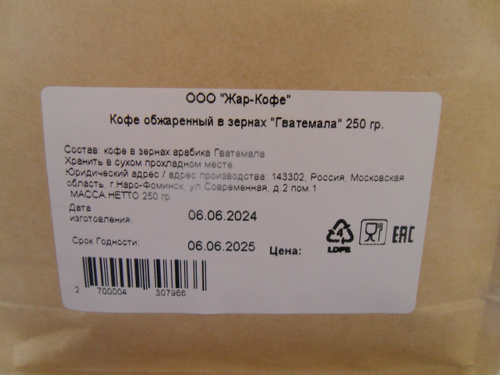 ООО "Жар-Кофе"
Кофе обжаренный в зернах "Гватемала" 250 гр.
Состав: кофе в зернах арабика Гватемала
Хранить в сухом прохладном месте.
Юридический адрес / адрес производства: 143302, Россия, Московская
область, г.Наро-Фоминск, ул.Современная, д.2 пом.1
МАССА НЕТТО 250 гр.
Дата
изготовления: 06.06.2024
Срок Годности: 06.06.2025 Цена:
4
LDPE
EAC
2 700004 307966